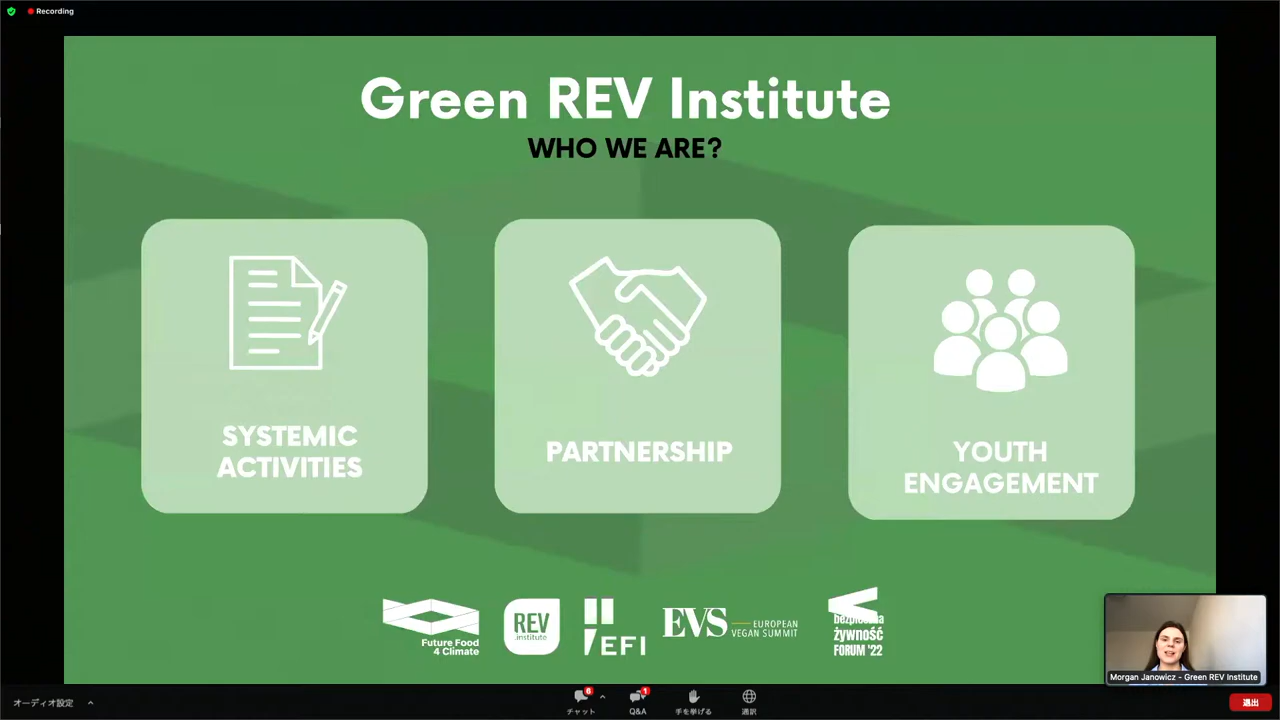 Recording
Green REV Institute
WHO WE ARE?
SYSTEMIC
ACTIVITIES
PARTNERSHIP
YOUTH
ENGAGEMENT
Future Food
4 Climate
REV
.institute
EFI
EVS
EUROPEAN
VEGAN SUMMIT
bezpieczna
żywność
FORUM '22
Morgan Janowicz - Green REV Institute
オーディオ設定
6
チャット
1
Q&A
手を挙げる
通訳
退出